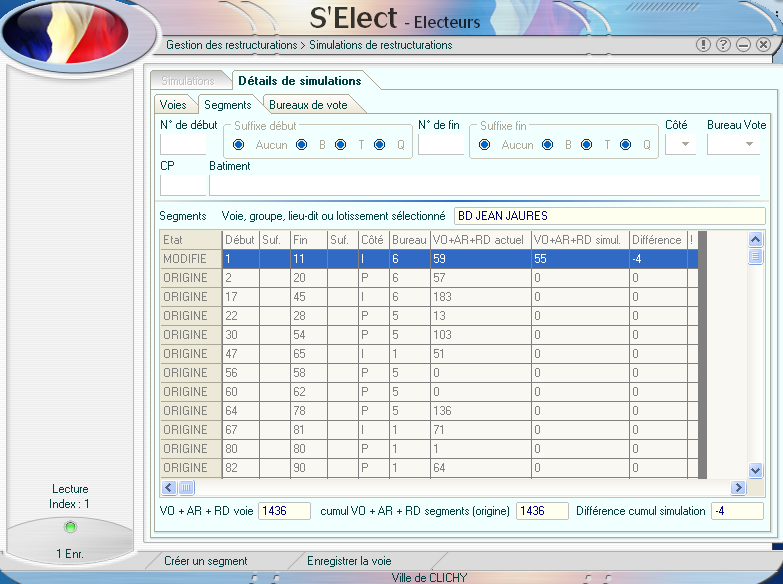 S'Elect - Electeurs
Gestion des restructurations > Simulations de restructurations
Simulations Détails de simulations
Voies Segments Bureaux de vote
N° de début Suffixe début N° de fin Suffixe fin Côté Bureau Vote
Aucun B T Q Aucun B T Q
CP Batiment
Segments Voie, groupe, lieu-dit ou lotissement sélectionné BD JEAN JAURES
Etat Début Suf. Fin Suf. Côté Bureau VO+AR+RD actuel VO+AR+RD simul. Différence !
MODIFIE 1 11 I 6 59 55 -4
ORIGINE 2 20 P 6 57 0 0
ORIGINE 17 45 I 6 183 0 0
ORIGINE 22 28 P 5 13 0 0
ORIGINE 30 54 P 5 103 0 0
ORIGINE 47 65 I 1 51 0 0
ORIGINE 56 58 P 5 0 0 0
ORIGINE 60 62 P 5 0 0 0
ORIGINE 64 78 P 5 136 0 0
ORIGINE 67 81 I 1 71 0 0
ORIGINE 80 80 P 1 1 0 0
ORIGINE 82 90 P 1 64 0 0
VO + AR + RD voie 1436 cumul VO + AR + RD segments (origine) 1436 Différence cumul simulation -4
Lecture
Index : 1
1 Enr.
Créer un segment Enregistrer la voie
Ville de CLICHY